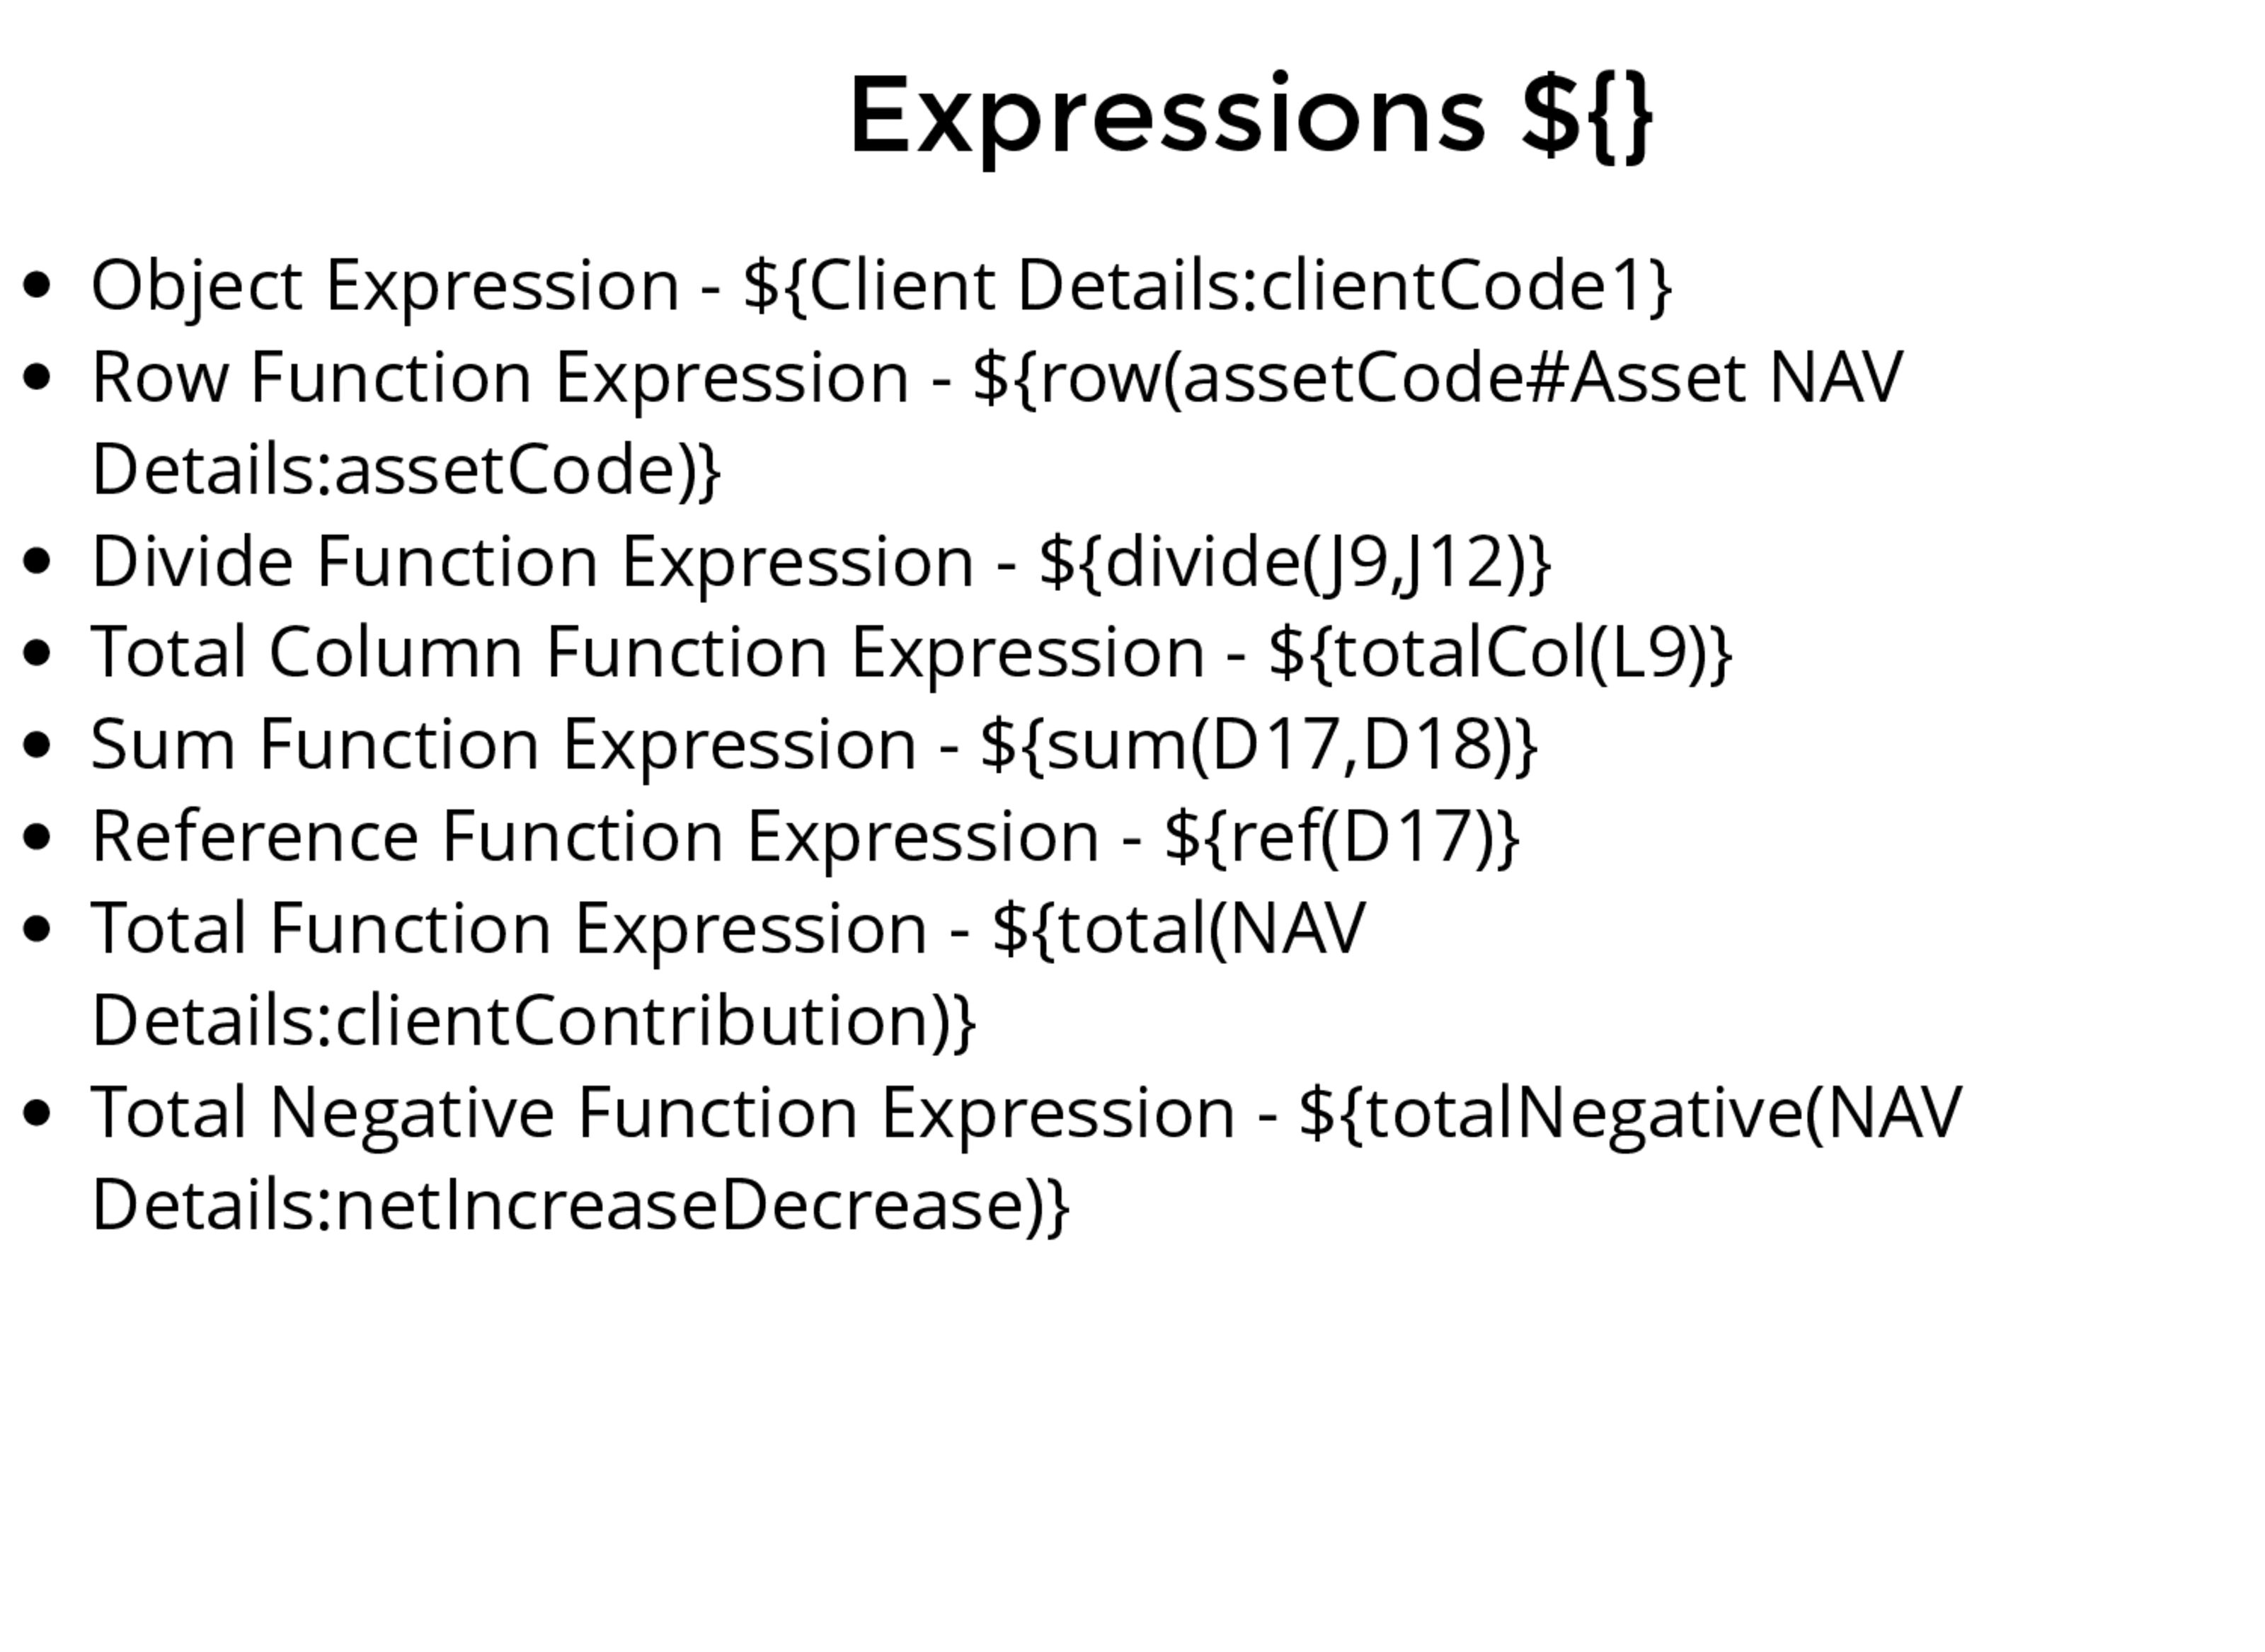 Expressions ${}
• Object Expression - ${Client Details:clientCode1}
• Row Function Expression - ${row(assetCode#Asset NAV
Details:assetCode)}
• Divide Function Expression - ${divide(J9,J12)}
• Total Column Function Expression - ${totalCol(L9)}
• Sum Function Expression - ${sum(D17,D18)}
• Reference Function Expression - ${ref(D17)}
• Total Function Expression - ${total(NAV
Details:clientContribution)}
• Total Negative Function Expression - ${totalNegative(NAV
Details:netIncreaseDecrease)}